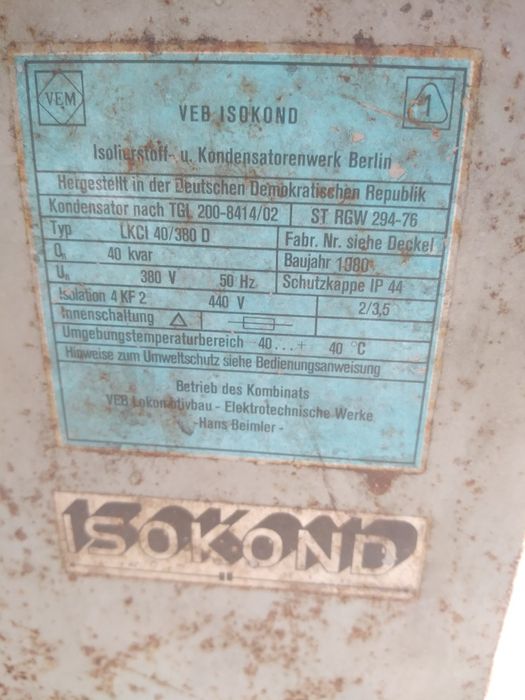 VEM
VEB ISOKOND
1
Isolierstoff- u. Kondensatorenwerk Berlin
Hergestellt in der Deutschen Demokratischen Republik
Kondensator nach TGL 200-8414/02 ST RGW 294-76
Typ LKCI 40/380 D Fabr. Nr. siehe Deckel
Qn 40 kvar Baujahr 1980
Un 380 V 50 Hz Schutzkappe IP 44
Isolation 4 KF 2 440 V 2/3,5
Innenschaltung △
Umgebungstemperaturbereich - 40 ... + 40 °C
Hinweise zum Umweltschutz siehe Bedienungsanweisung
Betrieb des Kombinats
VEB Lokomotivbau - Elektrotechnische Werke
-Hans Beimler-
ISOKOND